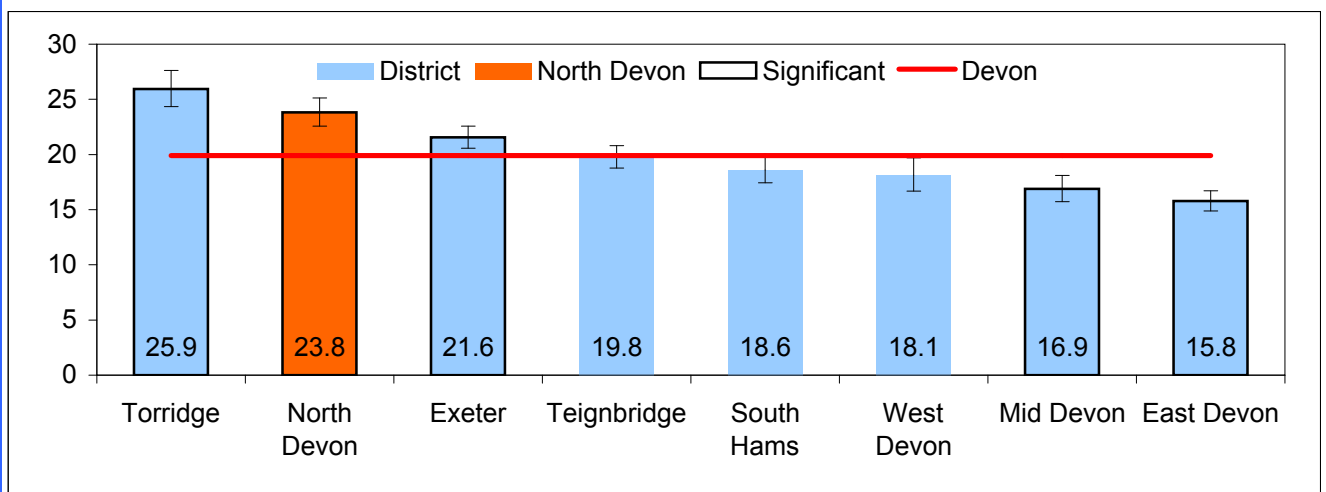 30
District North Devon Significant Devon
25
20
15
10
5
25.9 23.8 21.6 19.8 18.6 18.1 16.9 15.8
0
Torridge North Exeter Teignbridge South West Mid Devon East Devon
Devon Hams Devon